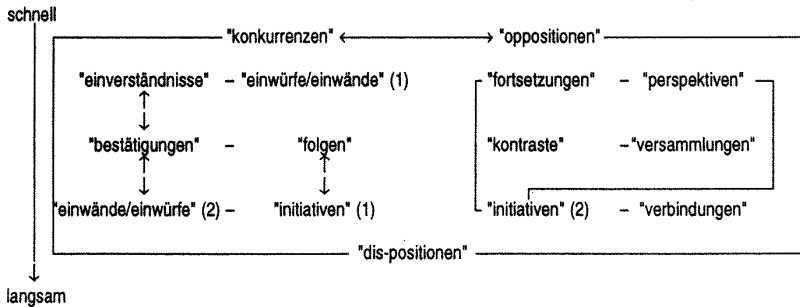 schnell
"konkurrenzen" "oppositionen"
"einverständnisse" – "einwürfe/einwände" (1) "fortsetzungen" – "perspektiven"
"bestätigungen" – "folgen" "kontraste" – "versammlungen"
"einwände/einwürfe" (2) – "initiativen" (1) "initiativen" (2) – "verbindungen"
"dis-positionen"
langsam